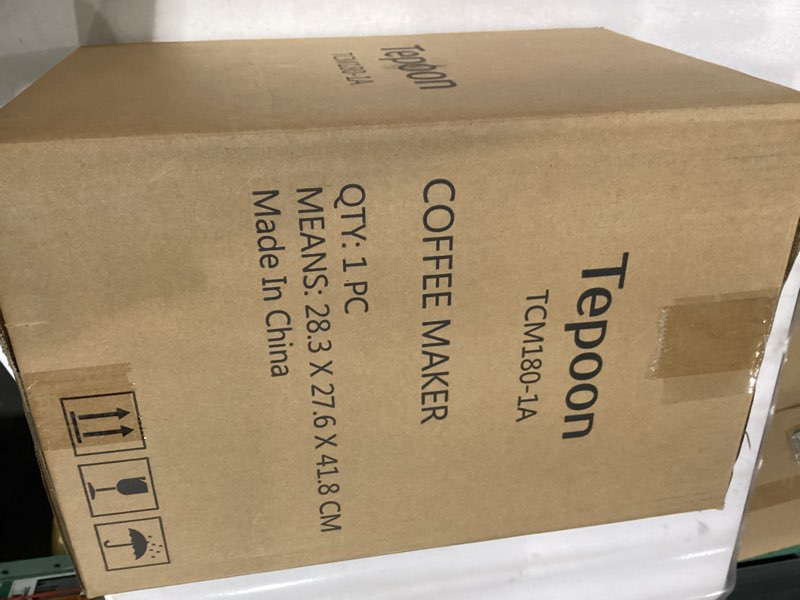 Tepoon
TCM180-1A
Tepoon
TCM180-1A
COFFEE MAKER
QTY: 1 PC
MEANS: 28.3 X 27.6 X 41.8 CM
Made In China